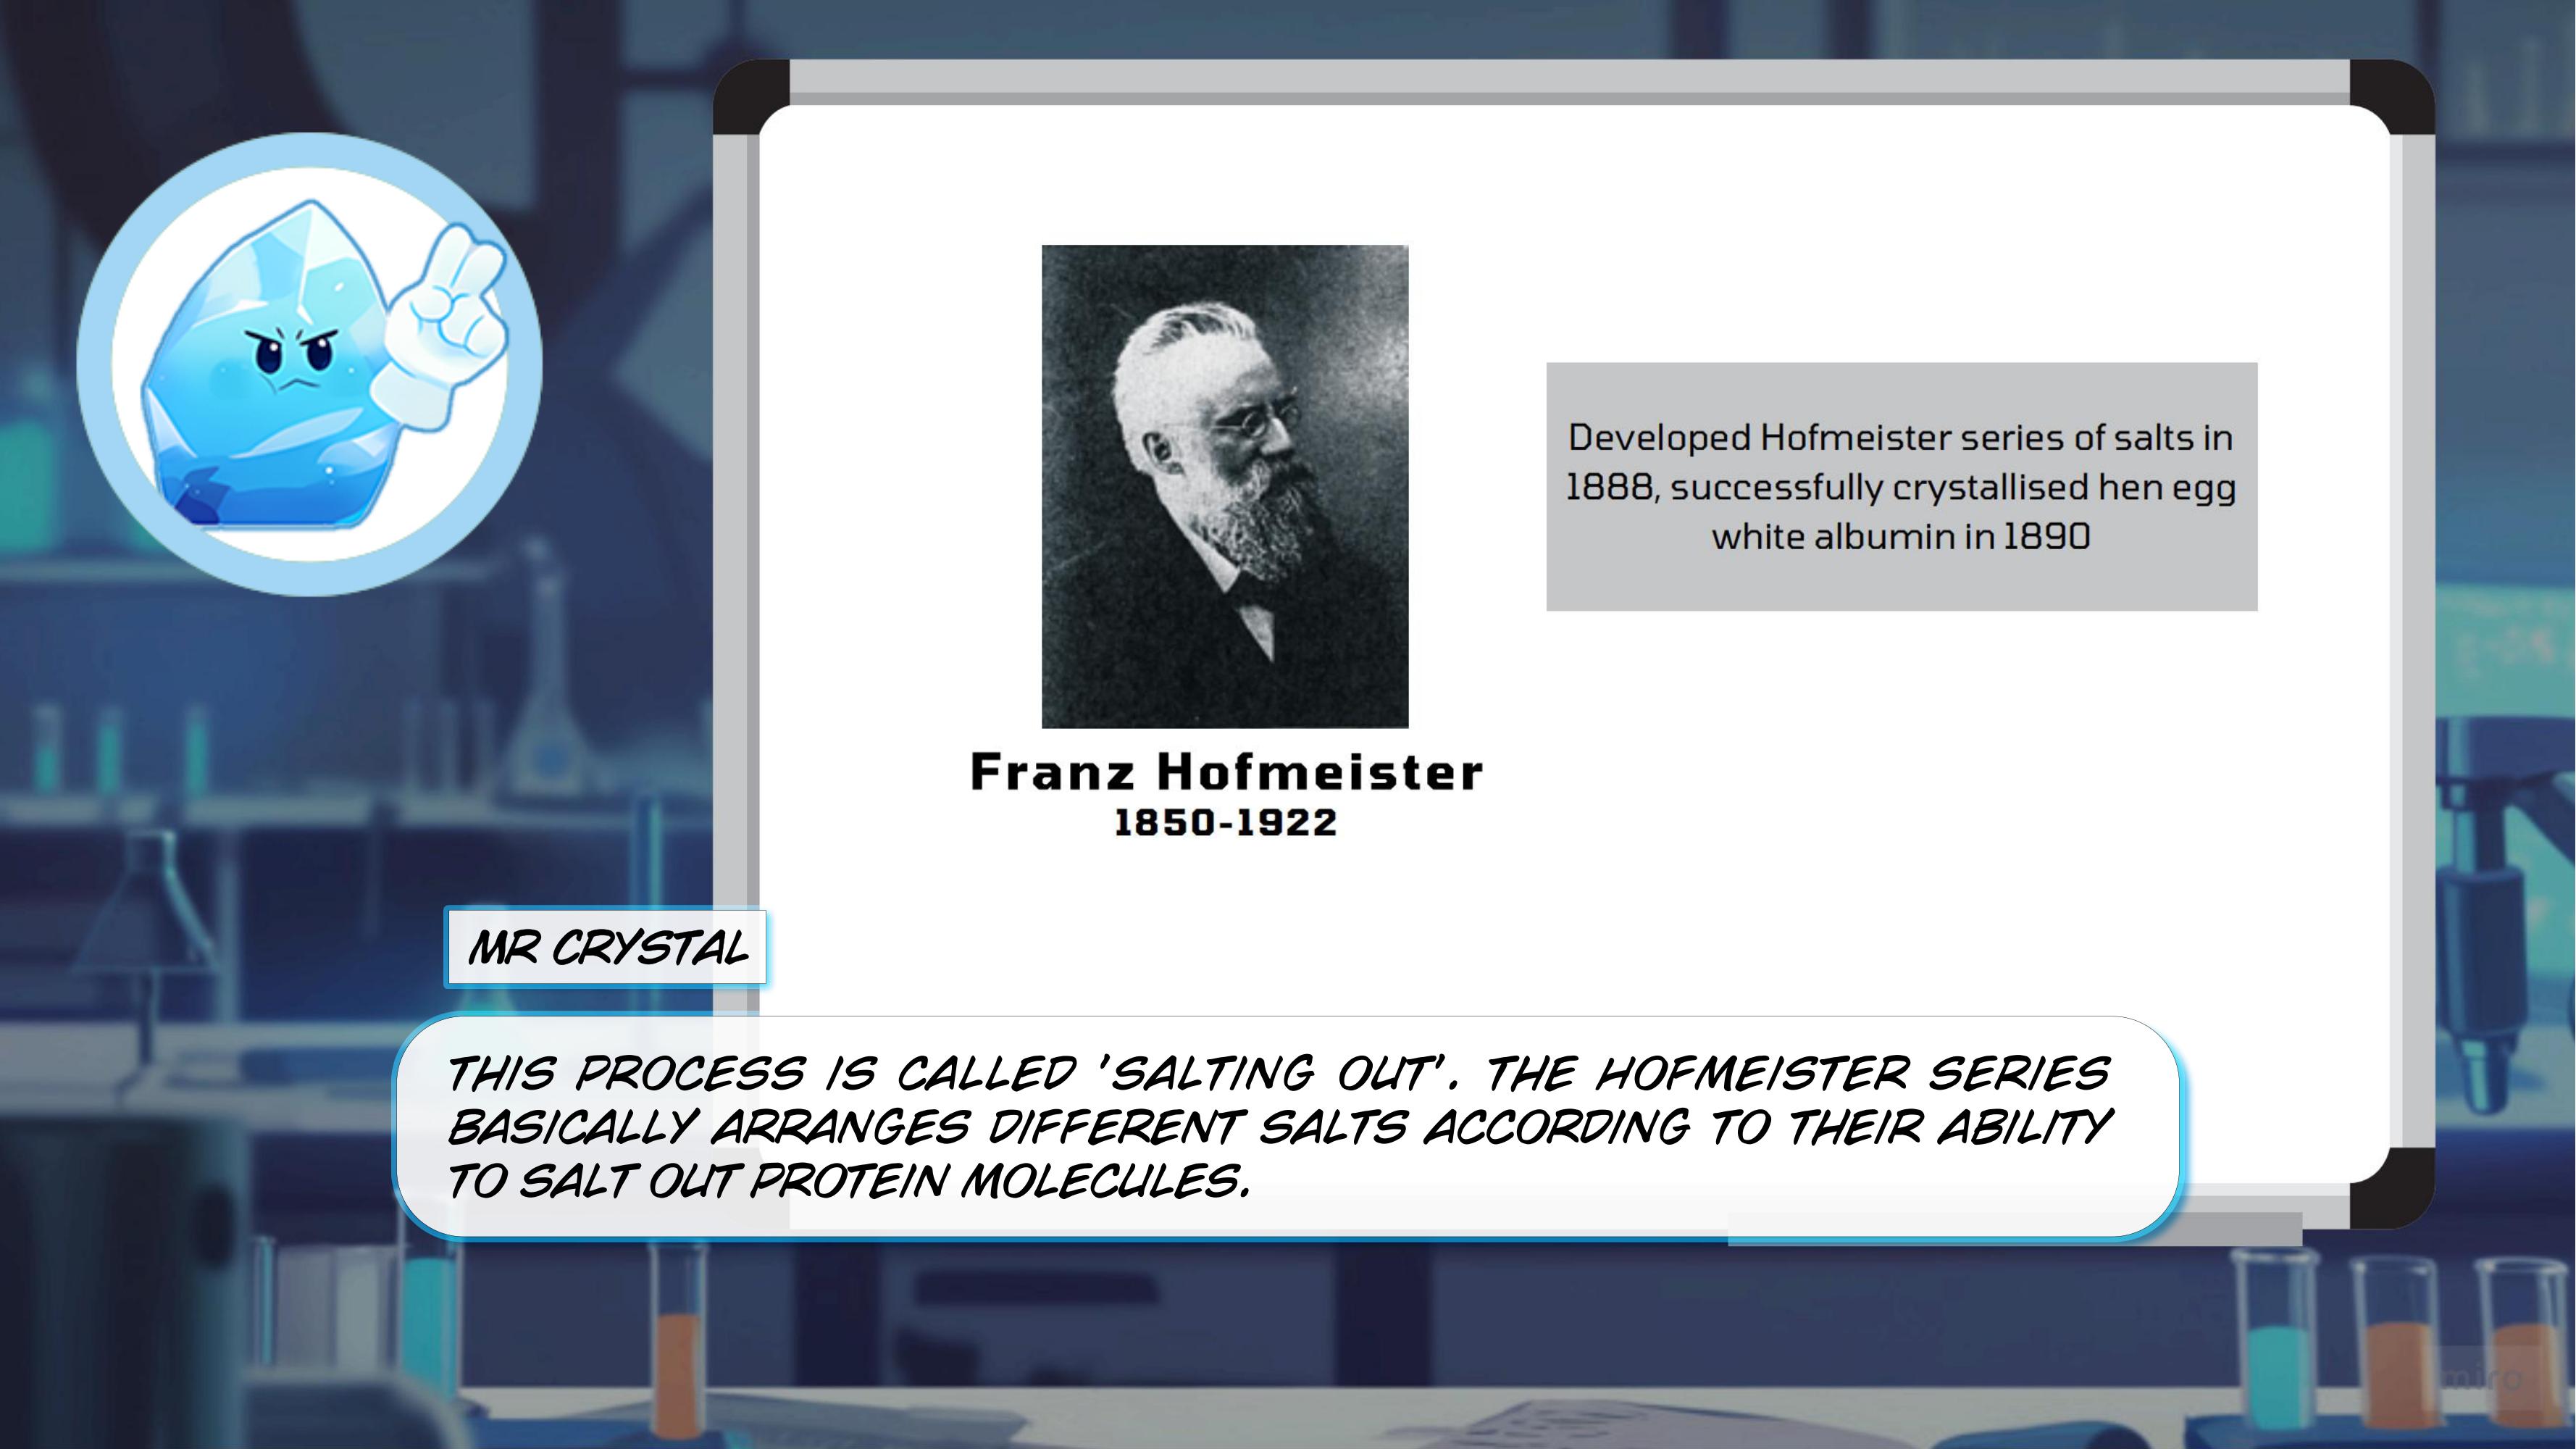 Developed Hofmeister series of salts in
1888, successfully crystallised hen egg
white albumin in 1890
Franz Hofmeister
1850-1922
MR CRYSTAL
THIS PROCESS IS CALLED 'SALTING OUT'. THE HOFMEISTER SERIES
BASICALLY ARRANGES DIFFERENT SALTS ACCORDING TO THEIR ABILITY
TO SALT OUT PROTEIN MOLECULES.
miro